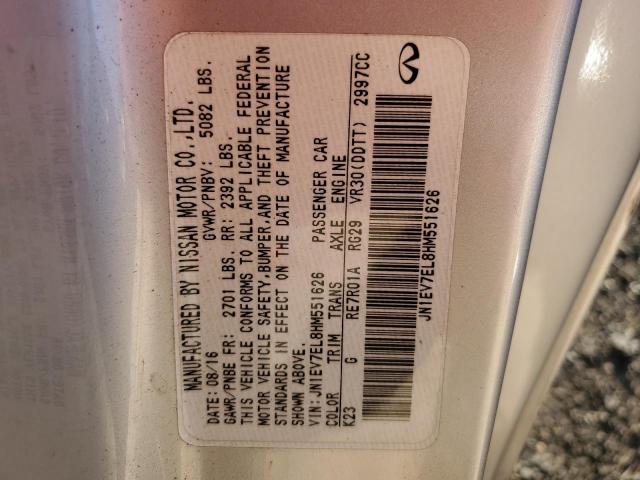 MANUFACTURED BY NISSAN MOTOR CO.,LTD.
DATE: 08/16 GVWR/PNBV: 5082 LBS.
GAWR/PNBE FR: 2701 LBS. RR: 2392 LBS.
THIS VEHICLE CONFORMS TO ALL APPLICABLE FEDERAL
MOTOR VEHICLE SAFETY,BUMPER,AND THEFT PREVENTION
STANDARDS IN EFFECT ON THE DATE OF MANUFACTURE
SHOWN ABOVE.
VIN:JN1EV7EL8HM551626 PASSENGER CAR
COLOR TRIM TRANS AXLE ENGINE
K23 G RE7R01A RG29 VR30(DDTT) 2997CC
JN1EV7EL8HM551626